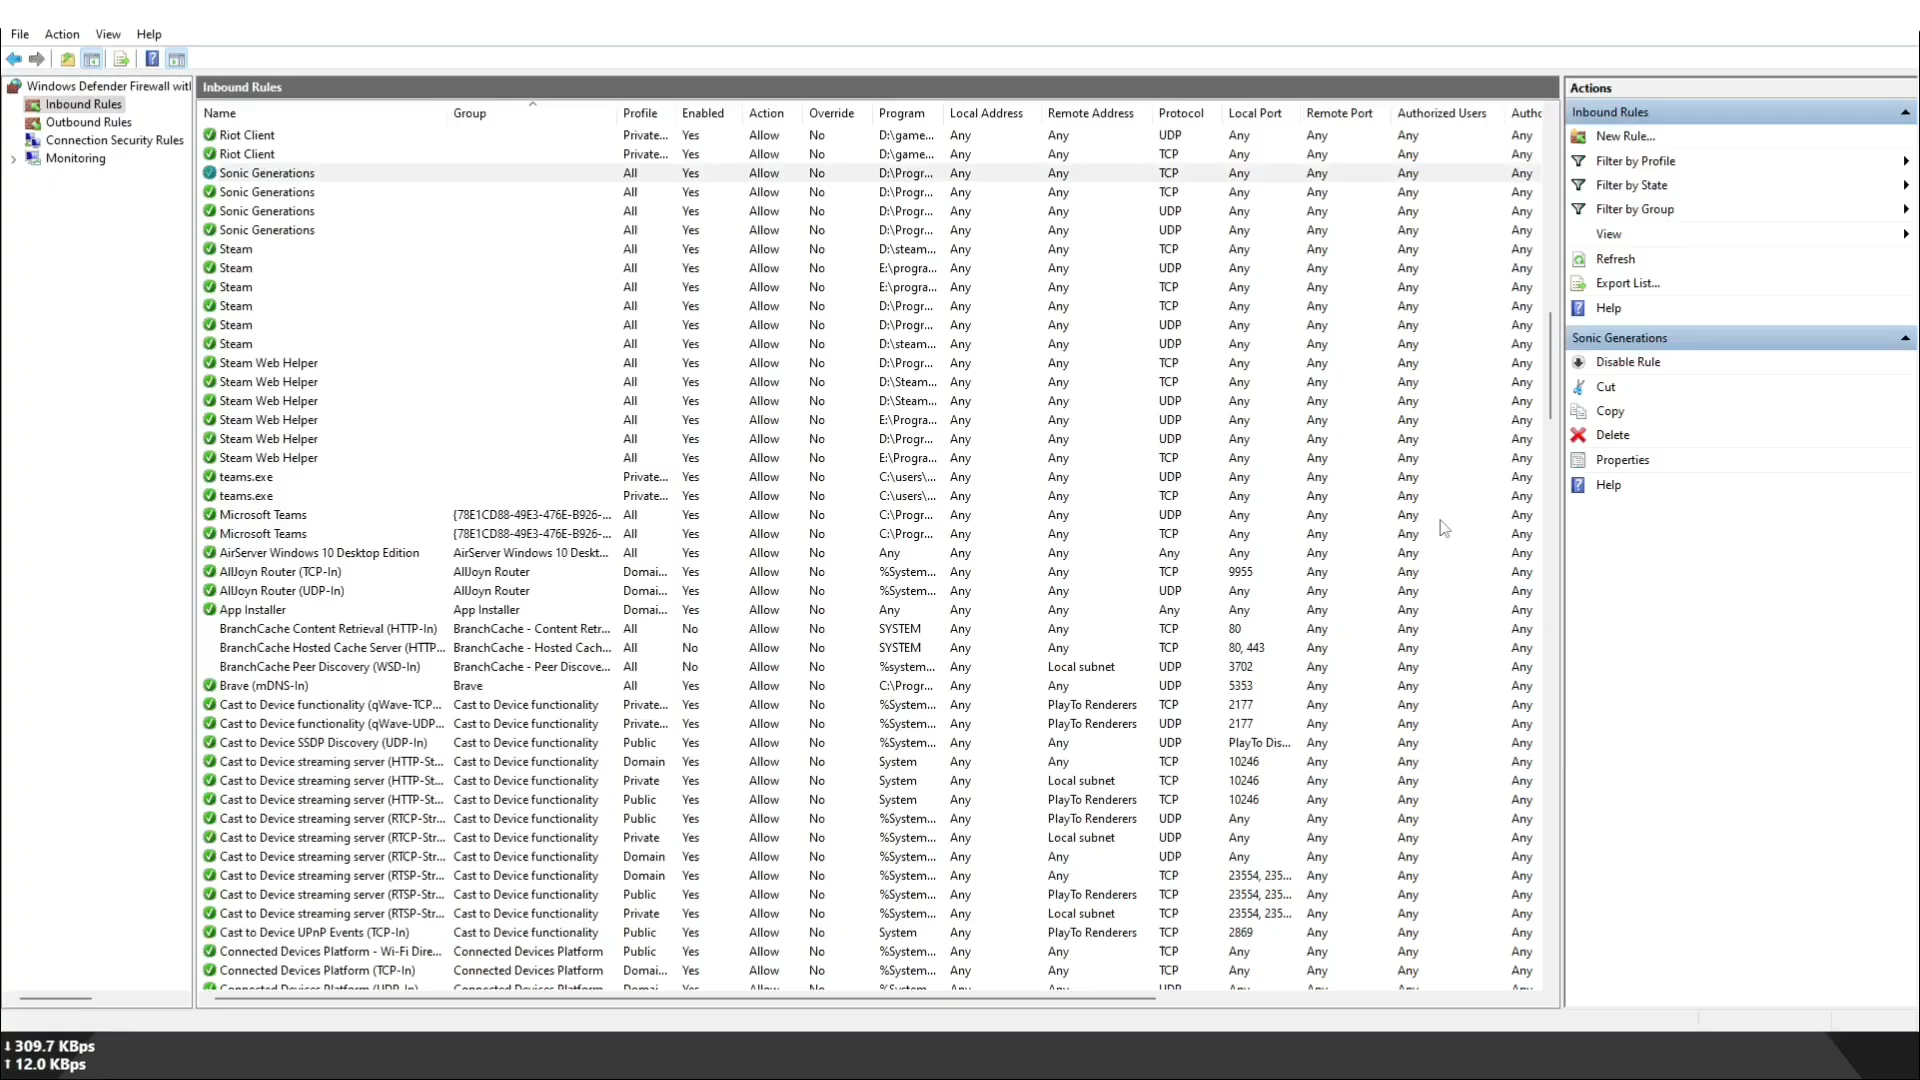 File Action View Help
Windows Defender Firewall witl
Inbound Rules
Outbound Rules
Connection Security Rules
Monitoring
Inbound Rules
Name Group Profile Enabled Action Override Program Local Address Remote Address Protocol Local Port Remote Port Authorized Users Autho
Riot Client Private... Yes Allow No D:\game... Any Any UDP Any Any Any Any
Riot Client Private... Yes Allow No D:\game... Any Any TCP Any Any Any Any
Sonic Generations All Yes Allow No D:\Progr... Any Any TCP Any Any Any Any
Sonic Generations All Yes Allow No D:\Progr... Any Any TCP Any Any Any Any
Sonic Generations All Yes Allow No D:\Progr... Any Any UDP Any Any Any Any
Sonic Generations All Yes Allow No D:\Progr... Any Any UDP Any Any Any Any
Steam All Yes Allow No D:\steam... Any Any TCP Any Any Any Any
Steam All Yes Allow No E:\progra... Any Any UDP Any Any Any Any
Steam All Yes Allow No E:\progra... Any Any TCP Any Any Any Any
Steam All Yes Allow No D:\Progr... Any Any TCP Any Any Any Any
Steam All Yes Allow No D:\Progr... Any Any UDP Any Any Any Any
Steam All Yes Allow No D:\steam... Any Any UDP Any Any Any Any
Steam Web Helper All Yes Allow No D:\Progr... Any Any TCP Any Any Any Any
Steam Web Helper All Yes Allow No D:\Steam... Any Any TCP Any Any Any Any
Steam Web Helper All Yes Allow No D:\Steam... Any Any UDP Any Any Any Any
Steam Web Helper All Yes Allow No E:\Progra... Any Any UDP Any Any Any Any
Steam Web Helper All Yes Allow No D:\Progr... Any Any UDP Any Any Any Any
Steam Web Helper All Yes Allow No E:\Progra... Any Any TCP Any Any Any Any
teams.exe Private... Yes Allow No C:\users\... Any Any UDP Any Any Any Any
teams.exe Private... Yes Allow No C:\users\... Any Any TCP Any Any Any Any
Microsoft Teams {78E1CD88-49E3-476E-B926-... All Yes Allow No C:\Progr... Any Any UDP Any Any Any Any
Microsoft Teams {78E1CD88-49E3-476E-B926-... All Yes Allow No C:\Progr... Any Any TCP Any Any Any Any
AirServer Windows 10 Desktop Edition AirServer Windows 10 Deskt... All Yes Allow No Any Any Any Any Any Any Any Any
AllJoyn Router (TCP-In) AllJoyn Router Domai... Yes Allow No %System... Any Any TCP 9955 Any Any Any
AllJoyn Router (UDP-In) AllJoyn Router Domai... Yes Allow No %System... Any Any UDP Any Any Any Any
App Installer App Installer Domai... Yes Allow No Any Any Any Any Any Any Any Any
BranchCache Content Retrieval (HTTP-In) BranchCache - Content Retr... All No Allow No SYSTEM Any Any TCP 80 Any Any Any
BranchCache Hosted Cache Server (HTTP... BranchCache - Hosted Cach... All No Allow No SYSTEM Any Any TCP 80, 443 Any Any Any
BranchCache Peer Discovery (WSD-In) BranchCache - Peer Discove... All No Allow No %system... Any Local subnet UDP 3702 Any Any Any
Brave (mDNS-In) Brave All Yes Allow No C:\Progr... Any Any UDP 5353 Any Any Any
Cast to Device functionality (qWave-TCP... Cast to Device functionality Private... Yes Allow No %System... Any PlayTo Renderers TCP 2177 Any Any Any
Cast to Device functionality (qWave-UDP... Cast to Device functionality Private... Yes Allow No %System... Any PlayTo Renderers UDP 2177 Any Any Any
Cast to Device SSDP Discovery (UDP-In) Cast to Device functionality Public Yes Allow No %System... Any Any UDP PlayTo Dis... Any Any Any
Cast to Device streaming server (HTTP-St... Cast to Device functionality Domain Yes Allow No System Any Any TCP 10246 Any Any Any
Cast to Device streaming server (HTTP-St... Cast to Device functionality Private Yes Allow No System Any Local subnet TCP 10246 Any Any Any
Cast to Device streaming server (HTTP-St... Cast to Device functionality Public Yes Allow No System Any PlayTo Renderers TCP 10246 Any Any Any
Cast to Device streaming server (RTCP-Str... Cast to Device functionality Public Yes Allow No %System... Any PlayTo Renderers UDP Any Any Any Any
Cast to Device streaming server (RTCP-Str... Cast to Device functionality Private Yes Allow No %System... Any Local subnet UDP Any Any Any Any
Cast to Device streaming server (RTCP-Str... Cast to Device functionality Domain Yes Allow No %System... Any Any UDP Any Any Any Any
Cast to Device streaming server (RTSP-Str... Cast to Device functionality Domain Yes Allow No %System... Any Any TCP 23554, 235... Any Any Any
Cast to Device streaming server (RTSP-Str... Cast to Device functionality Public Yes Allow No %System... Any PlayTo Renderers TCP 23554, 235... Any Any Any
Cast to Device streaming server (RTSP-Str... Cast to Device functionality Private Yes Allow No %System... Any Local subnet TCP 23554, 235... Any Any Any
Cast to Device UPnP Events (TCP-In) Cast to Device functionality Public Yes Allow No System Any PlayTo Renderers TCP 2869 Any Any Any
Connected Devices Platform - Wi-Fi Dire... Connected Devices Platform Public Yes Allow No %System... Any Any TCP Any Any Any Any
Connected Devices Platform (TCP-In) Connected Devices Platform Domai... Yes Allow No %System... Any Any TCP Any Any Any Any
Connected Devices Platform (UDP-In) Connected Devices Platform Domai... Yes Allow No %System... Any Any UDP Any Any Any Any
Actions
Inbound Rules
New Rule...
Filter by Profile
Filter by State
Filter by Group
View
Refresh
Export List...
Help
Sonic Generations
Disable Rule
Cut
Copy
Delete
Properties
Help
309.7 KBps
12.0 KBps